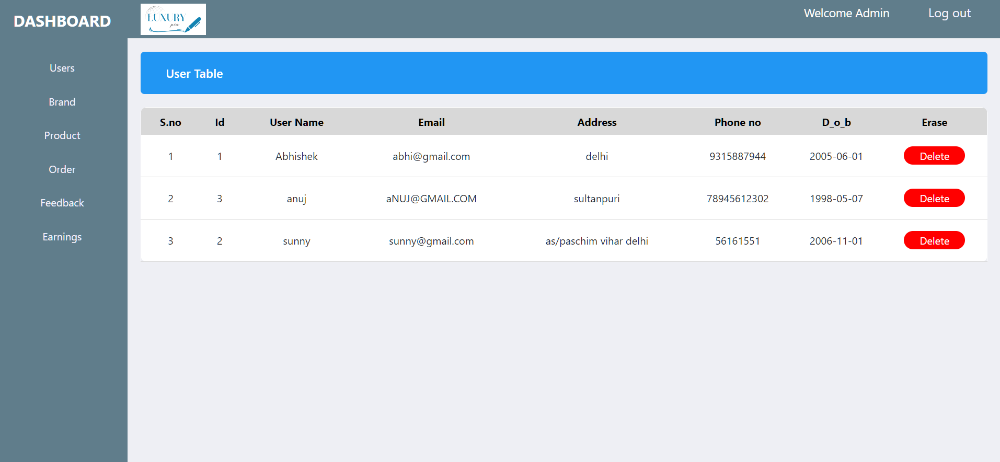 DASHBOARD
LUXURY
pen
Welcome Admin
Log out
Users
Brand
Product
Order
Feedback
Earnings
User Table
S.no Id User Name Email Address Phone no D_o_b Erase
1 1 Abhishek abhi@gmail.com delhi 9315887944 2005-06-01 Delete
2 3 anuj aNUJ@GMAIL.COM sultanpuri 78945612302 1998-05-07 Delete
3 2 sunny sunny@gmail.com as/paschim vihar delhi 56161551 2006-11-01 Delete